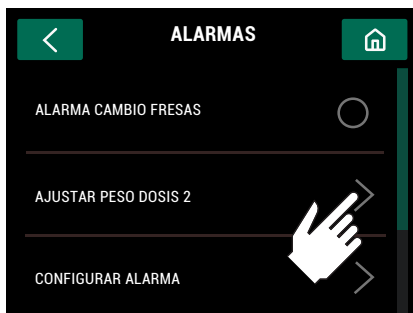 ALARMAS
ALARMA CAMBIO FRESAS
AJUSTAR PESO DOSIS 2
CONFIGURAR ALARMA